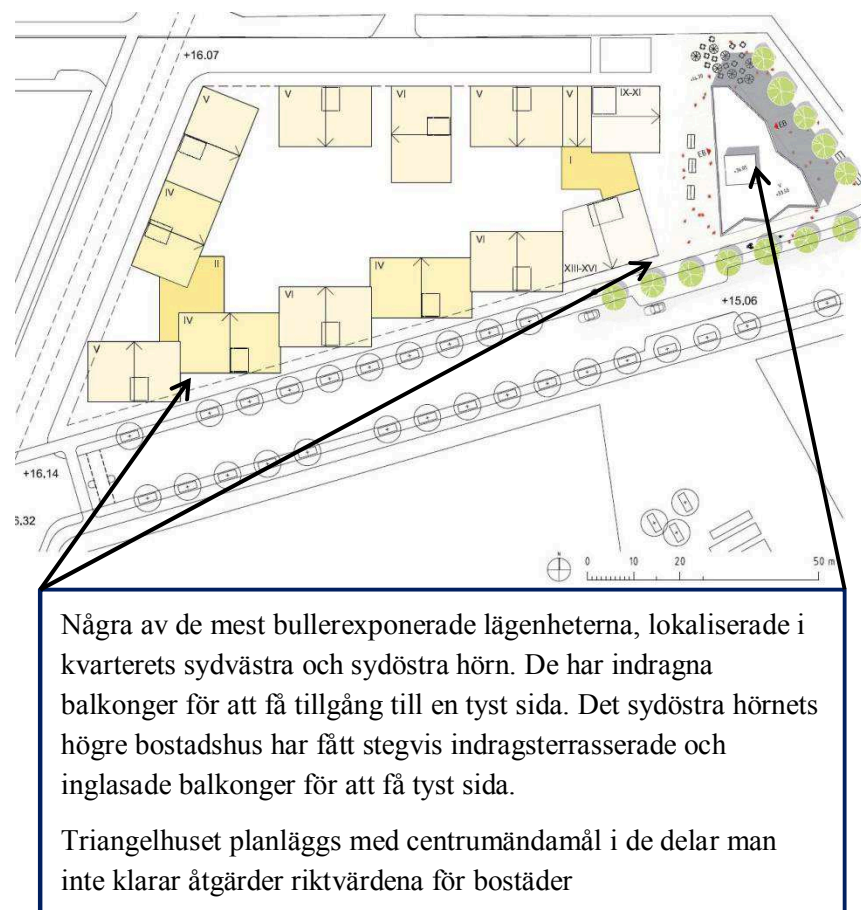 +16.07
V
V
VI
V
V
IX-XI
IV
I
EB
EB
V
II
IV
VI
IV
VI
XIII-XVI
V
+15.06
+16,14
6.32
N
0 10 20 50 m
Några av de mest bullerexponerade lägenheterna, lokaliserade i
kvarterets sydvästra och sydöstra hörn. De har indragna
balkonger för att få tillgång till en tyst sida. Det sydöstra hörnets
högre bostadshus har fått stegvis indragsterrasserade och
inglasade balkonger för att få tyst sida.
Triangelhuset planläggs med centrumändamål i de delar man
inte klarar åtgärder riktvärdena för bostäder